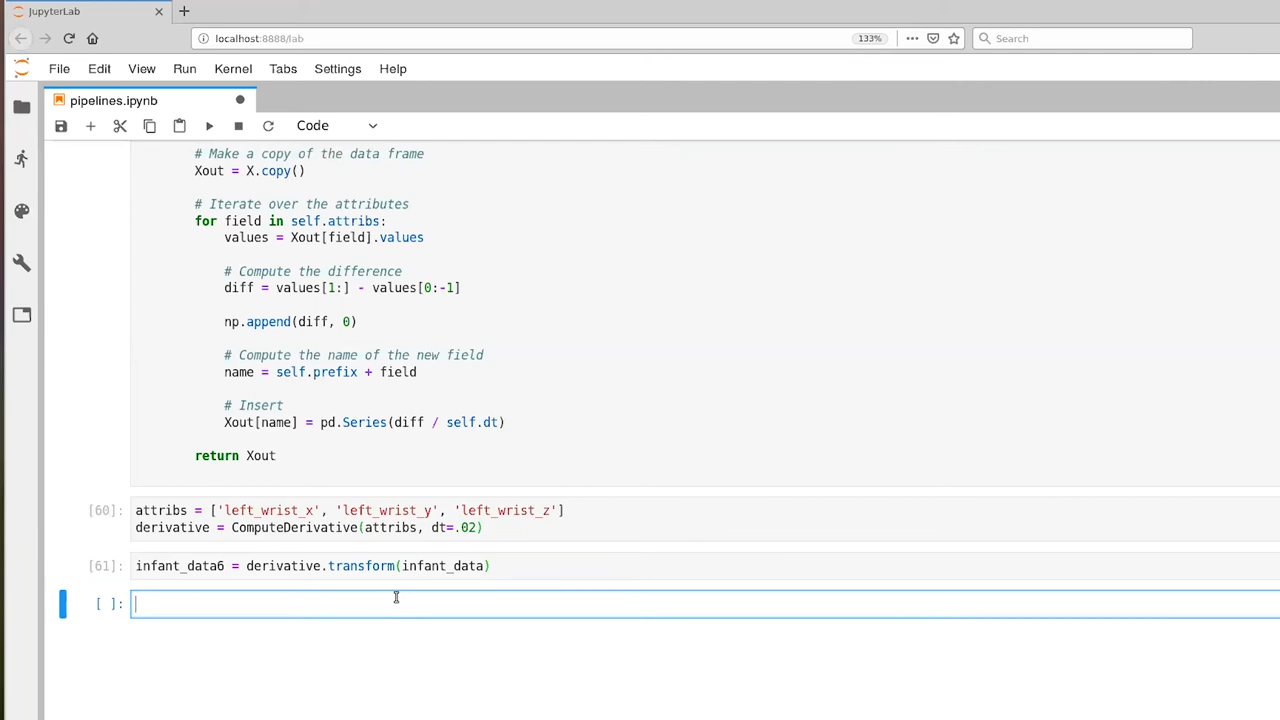 JupyterLab
localhost:8888/lab
133%
Search
File Edit View Run Kernel Tabs Settings Help
pipelines.ipynb
Code
# Make a copy of the data frame
Xout = X.copy()
# Iterate over the attributes
for field in self.attribs:
values = Xout[field].values
# Compute the difference
diff = values[1:] - values[0:-1]
np.append(diff, 0)
# Compute the name of the new field
name = self.prefix + field
# Insert
Xout[name] = pd.Series(diff / self.dt)
return Xout
[60]: attribs = ['left_wrist_x', 'left_wrist_y', 'left_wrist_z']
derivative = ComputeDerivative(attribs, dt=.02)
[61]: infant_data6 = derivative.transform(infant_data)
[ ]: